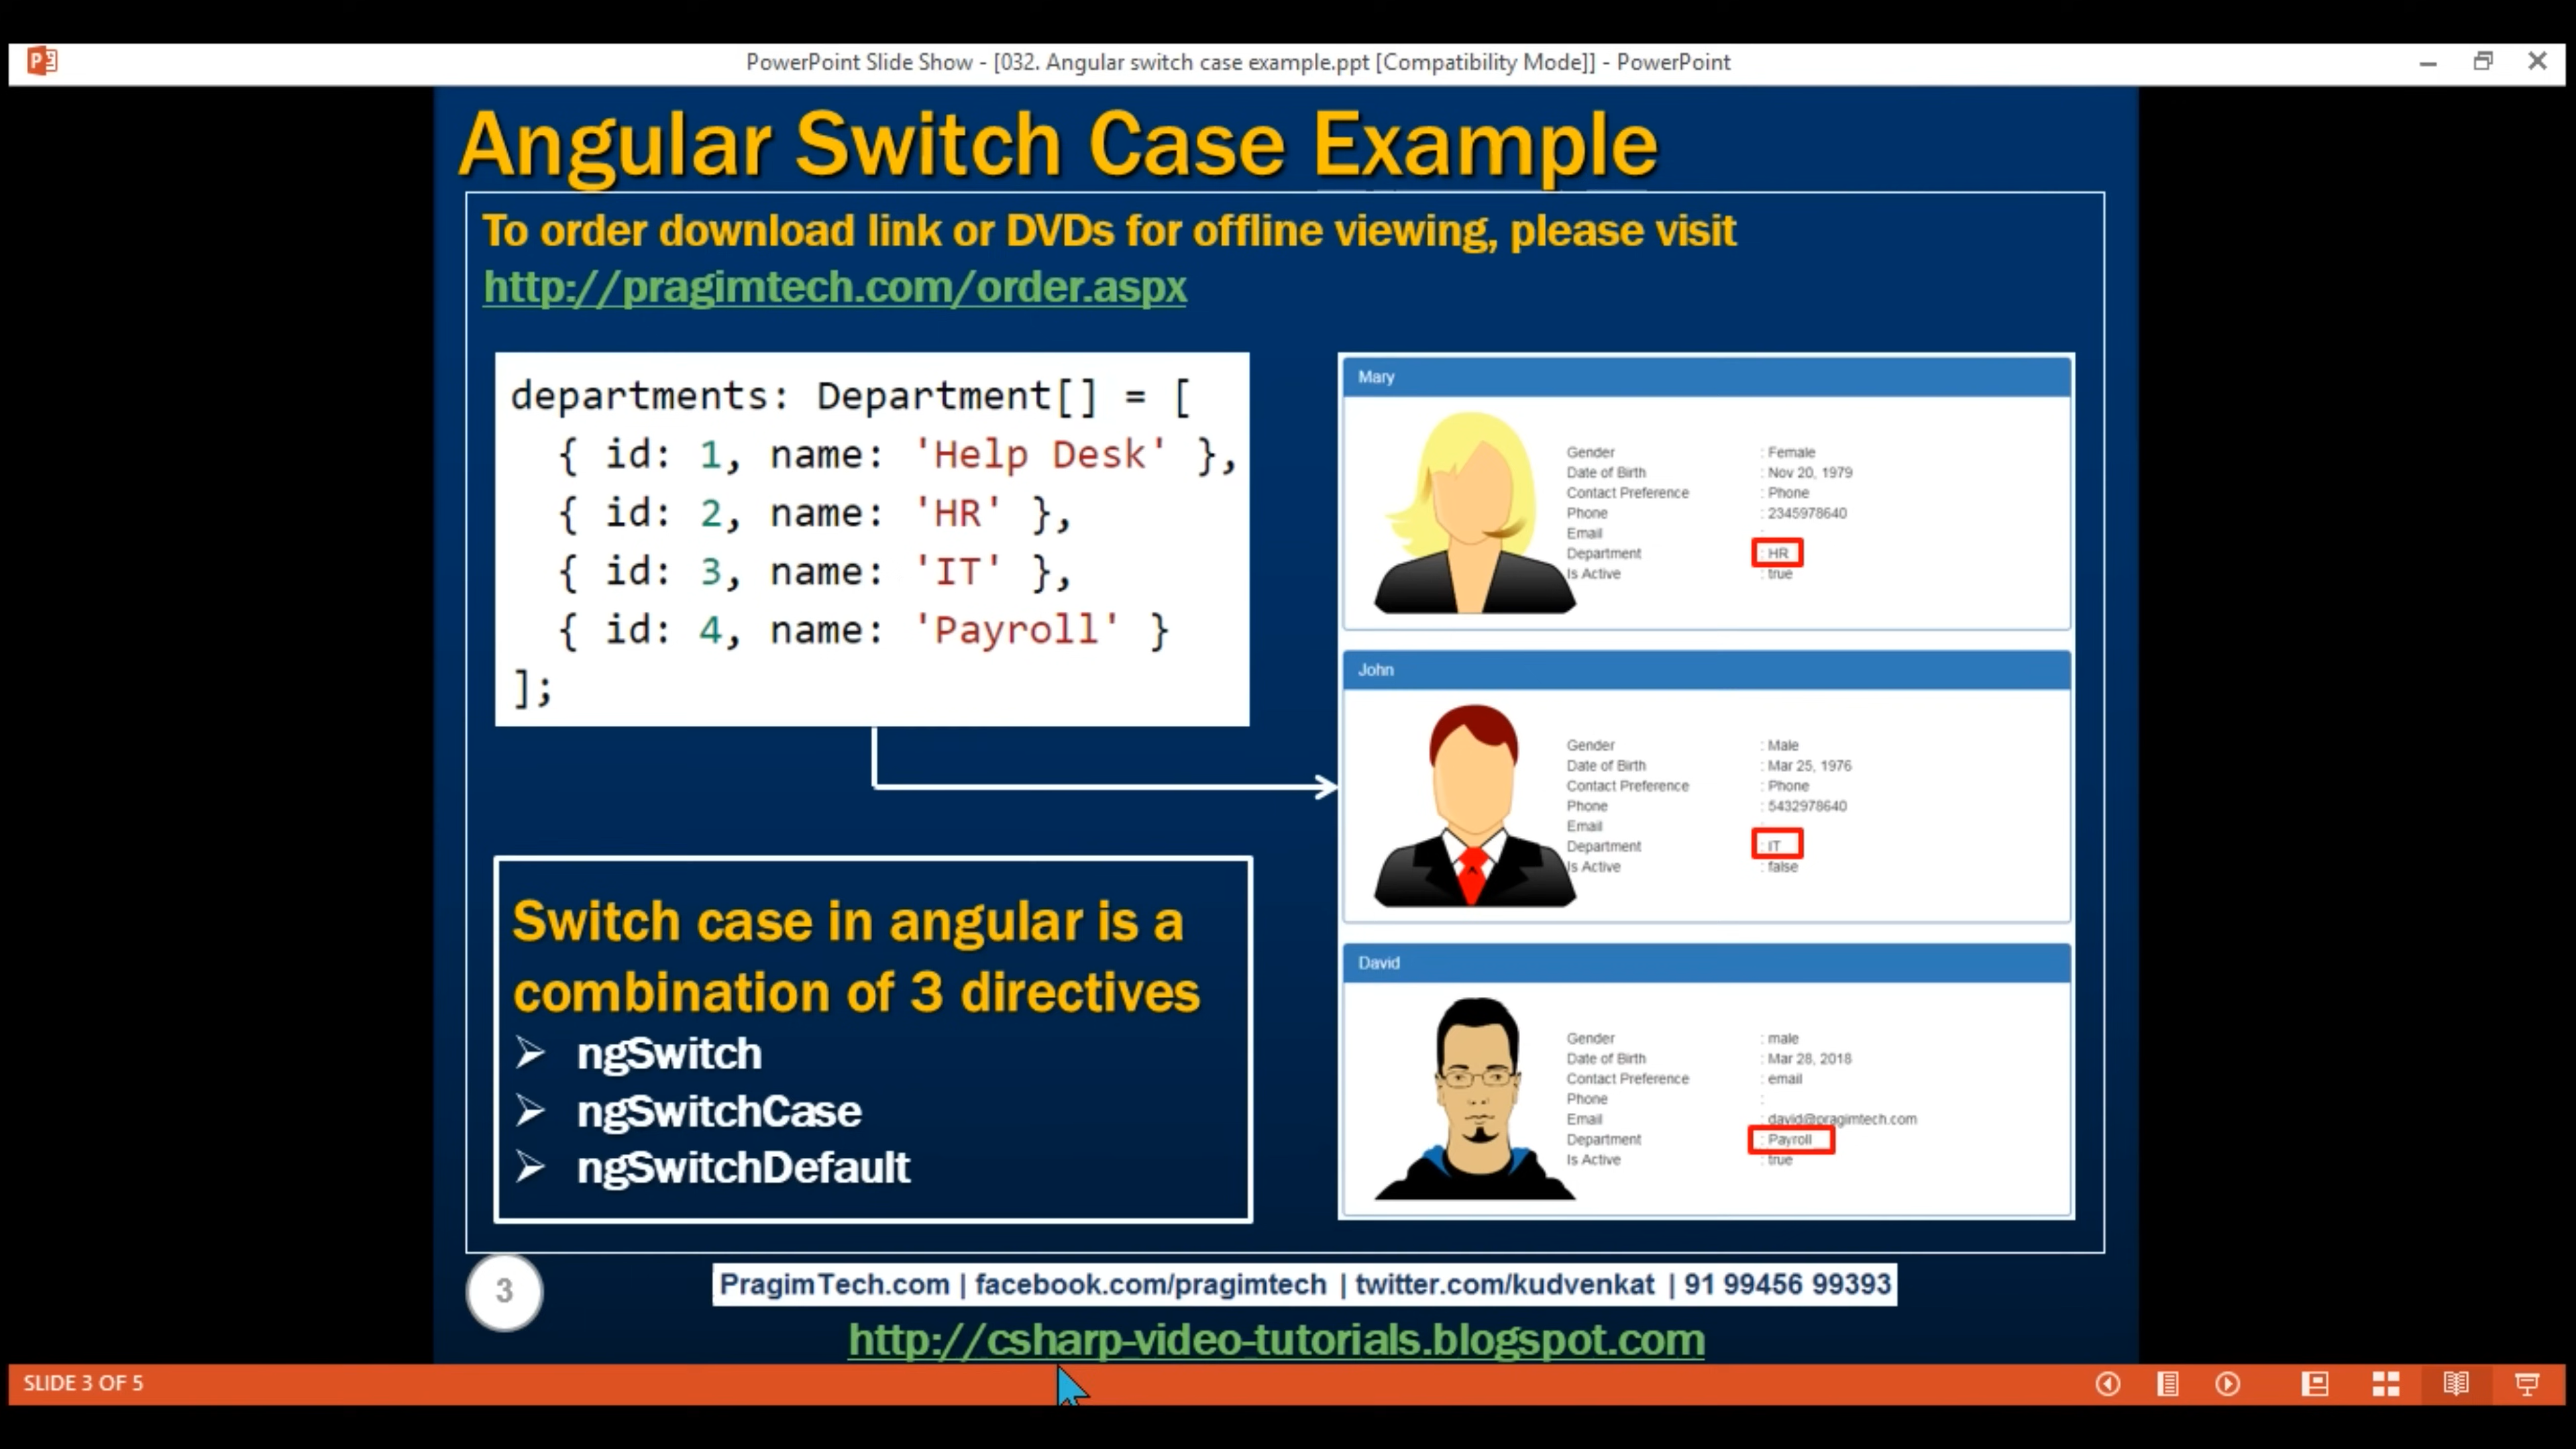 PowerPoint Slide Show - [032. Angular switch case example.ppt [Compatibility Mode]] - PowerPoint
Angular Switch Case Example
To order download link or DVDs for offline viewing, please visit
http://pragimtech.com/order.aspx
departments: Department[] = [
{ id: 1, name: 'Help Desk' },
{ id: 2, name: 'HR' },
{ id: 3, name: 'IT' },
{ id: 4, name: 'Payroll' }
];
Switch case in angular is a
combination of 3 directives
ngSwitch
ngSwitchCase
ngSwitchDefault
Mary
Gender : Female
Date of Birth : Nov 20, 1979
Contact Preference : Phone
Phone : 2345978640
Email :
Department : HR
Is Active : true
John
Gender : Male
Date of Birth : Mar 25, 1976
Contact Preference : Phone
Phone : 5432978640
Email :
Department : IT
Is Active : false
David
Gender : male
Date of Birth : Mar 28, 2018
Contact Preference : email
Phone :
Email : david@pragimtech.com
Department : Payroll
Is Active : true
3
PragimTech.com | facebook.com/pragimtech | twitter.com/kudvenkat | 91 99456 99393
http://csharp-video-tutorials.blogspot.com
SLIDE 3 OF 5